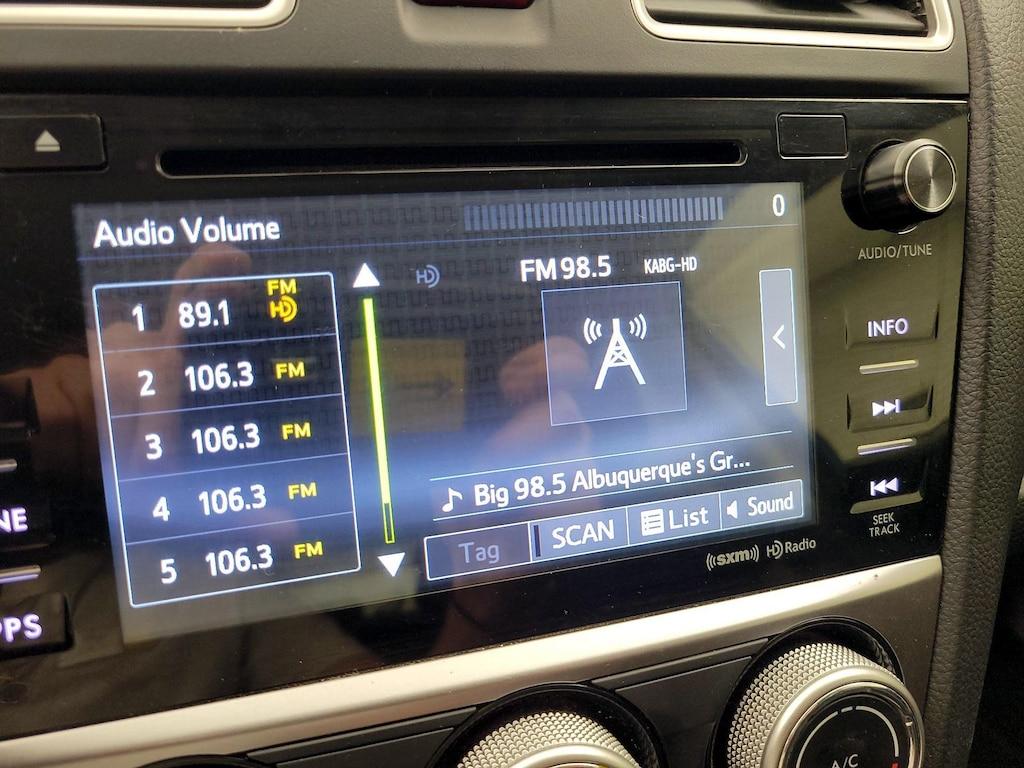 Audio Volume 0
FM 98.5 KABG-HD
1 89.1 FM HD
2 106.3 FM
3 106.3 FM
4 106.3 FM
5 106.3 FM
Big 98.5 Albuquerque's Gr...
Tag SCAN List Sound
((sxm)) HD Radio
AUDIO/TUNE
INFO
SEEK
TRACK
NE
PPS
A/C